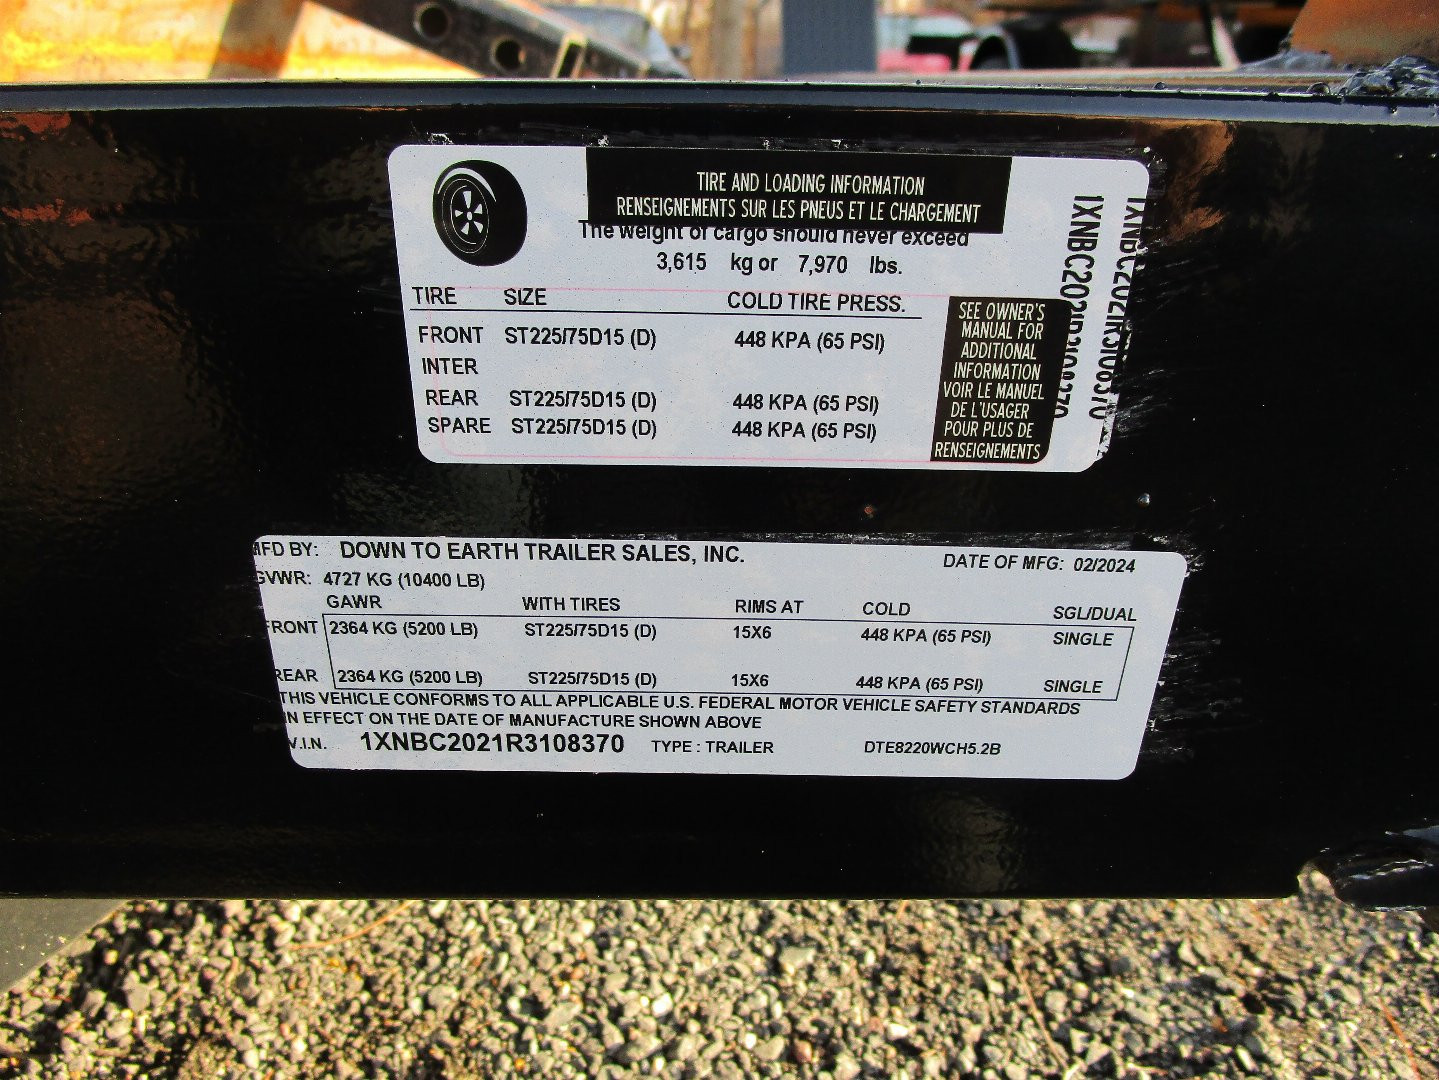 TIRE AND LOADING INFORMATION
RENSEIGNEMENTS SUR LES PNEUS ET LE CHARGEMENT
The weight of cargo should never exceed
3,615 kg or 7,970 lbs.
TIRE SIZE COLD TIRE PRESS.
FRONT ST225/75D15 (D) 448 KPA (65 PSI)
INTER
REAR ST225/75D15 (D) 448 KPA (65 PSI)
SPARE ST225/75D15 (D) 448 KPA (65 PSI)
SEE OWNER'S
MANUAL FOR
ADDITIONAL
INFORMATION
VOIR LE MANUEL
DE L'USAGER
POUR PLUS DE
RENSEIGNEMENTS
1XNBC2021R3108370
1XNBC2021R3108370
MFD BY: DOWN TO EARTH TRAILER SALES, INC. DATE OF MFG: 02/2024
GVWR: 4727 KG (10400 LB)
GAWR WITH TIRES RIMS AT COLD SGL/DUAL
FRONT 2364 KG (5200 LB) ST225/75D15 (D) 15X6 448 KPA (65 PSI) SINGLE
REAR 2364 KG (5200 LB) ST225/75D15 (D) 15X6 448 KPA (65 PSI) SINGLE
THIS VEHICLE CONFORMS TO ALL APPLICABLE U.S. FEDERAL MOTOR VEHICLE SAFETY STANDARDS
IN EFFECT ON THE DATE OF MANUFACTURE SHOWN ABOVE
V.I.N. 1XNBC2021R3108370 TYPE : TRAILER DTE8220WCH5.2B